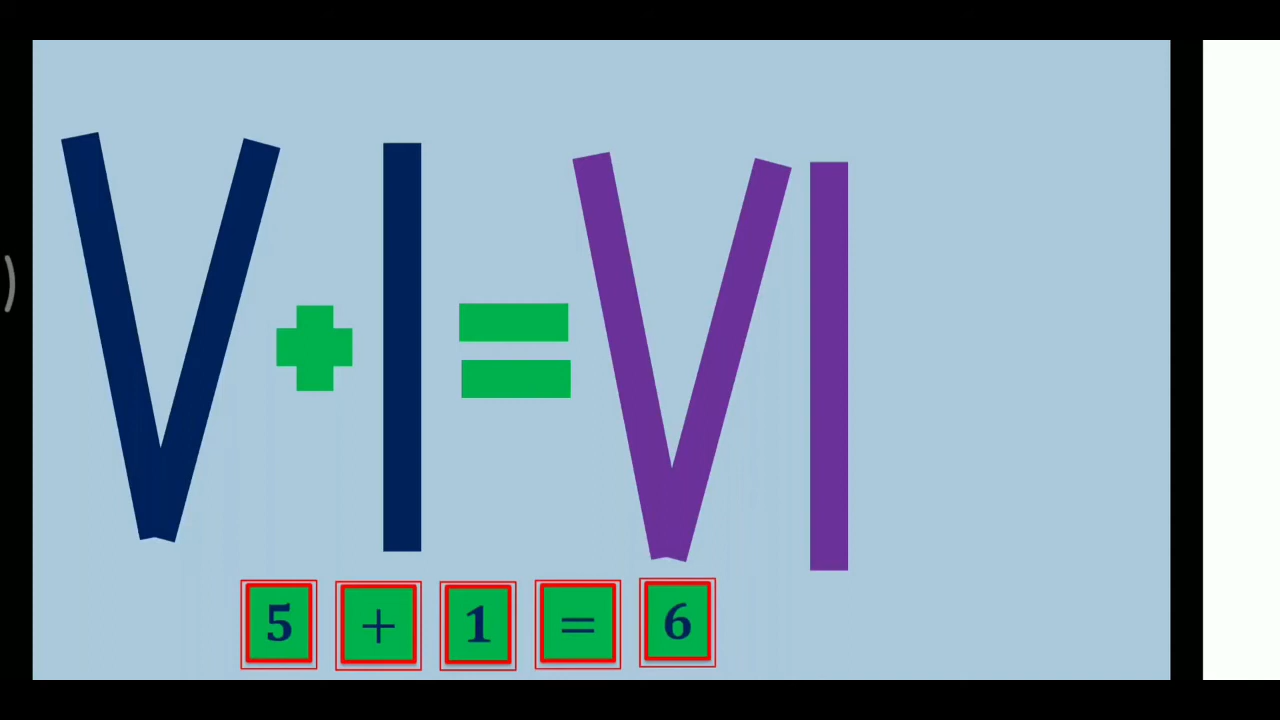 V + I = VI
5 + 1 = 6